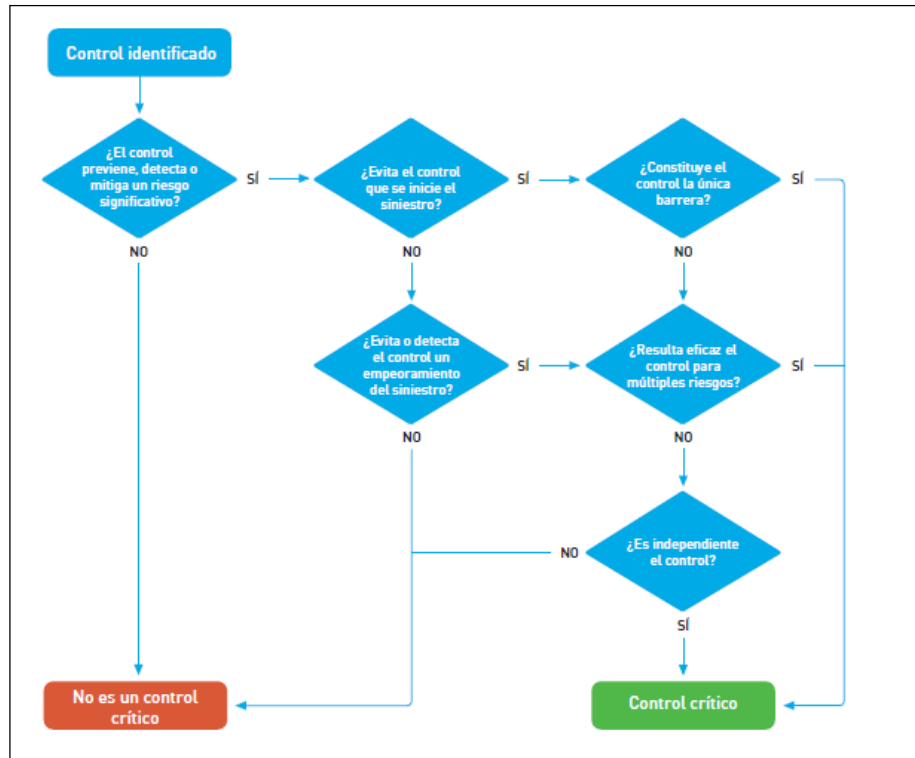 Control identificado
¿El control
previene, detecta o
mitiga un riesgo
significativo?
SÍ
¿Evita el control
que se inicie el
siniestro?
SÍ
¿Constituye el
control la única
barrera?
SÍ
NO
NO
NO
¿Evita o detecta
el control un
empeoramiento
del siniestro?
SÍ
¿Resulta eficaz el
control para
múltiples riesgos?
SÍ
NO
NO
NO
¿Es independiente
el control?
SÍ
No es un control
crítico
Control crítico